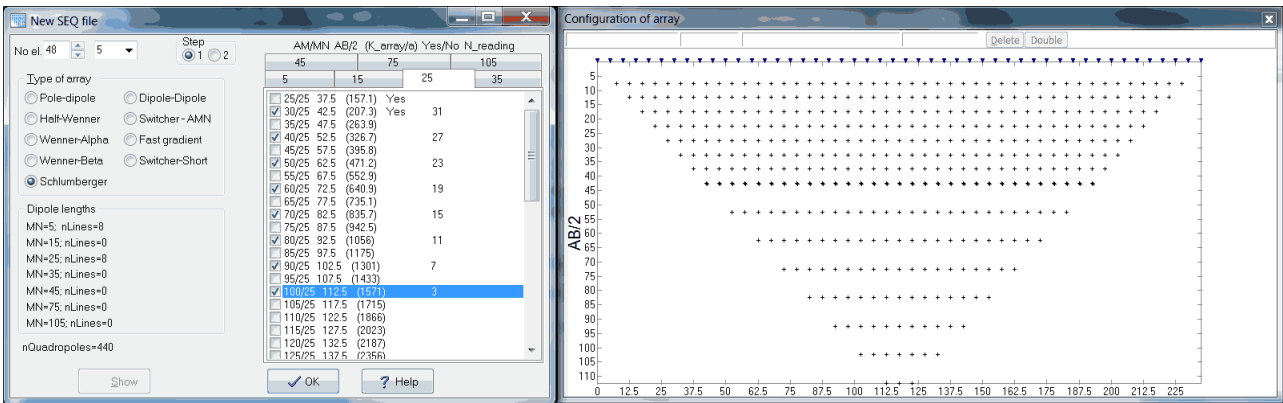 New SEQ file
No el. 48 5
Step
1 2
Type of array
Pole-dipole Dipole-Dipole
Half-Wenner Switcher - AMN
Wenner-Alpha Fast gradient
Wenner-Beta Switcher-Short
Schlumberger
Dipole lengths
MN=5; nLines=8
MN=15; nLines=0
MN=25; nLines=8
MN=35; nLines=0
MN=45; nLines=0
MN=75; nLines=0
MN=105; nLines=0
nQuadropoles=440
Show
AM/MN AB/2 (K_array/a) Yes/No N_reading
45 75 105
5 15 25 35
25/25 37.5 (157.1) Yes
30/25 42.5 (207.3) Yes 31
35/25 47.5 (263.9)
40/25 52.5 (326.7) 27
45/25 57.5 (395.8)
50/25 62.5 (471.2) 23
55/25 67.5 (552.9)
60/25 72.5 (640.9) 19
65/25 77.5 (735.1)
70/25 82.5 (835.7) 15
75/25 87.5 (942.5)
80/25 92.5 (1056) 11
85/25 97.5 (1175)
90/25 102.5 (1301) 7
95/25 107.5 (1433)
100/25 112.5 (1571) 3
105/25 117.5 (1715)
110/25 122.5 (1866)
115/25 127.5 (2023)
120/25 132.5 (2187)
125/25 137.5 (2356)
OK
? Help
Configuration of array
Delete Double
AB/2
5
10
15
20
25
30
35
40
45
50
55
60
65
70
75
80
85
90
95
100
105
110
0 12.5 25 37.5 50 62.5 75 87.5 100 112.5 125 137.5 150 162.5 175 187.5 200 212.5 225